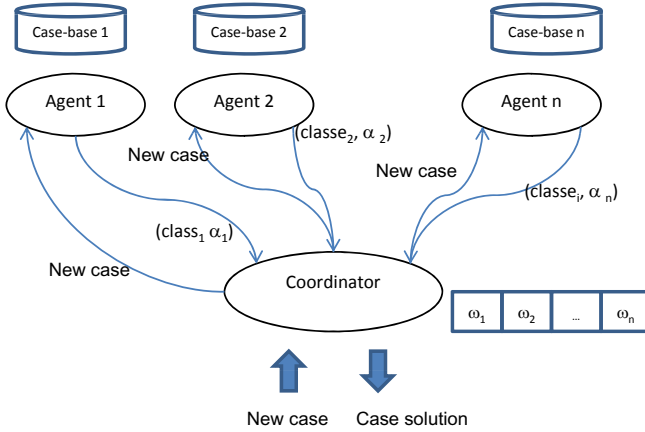 Case-base 1
Case-base 2
Case-base n
Agent 1
Agent 2
Agent n
(classe₂, α ₂)
New case
New case
(classeᵢ, α ₙ)
(class₁ α₁)
New case
Coordinator
ω₁ ω₂ ... ωₙ
New case
Case solution